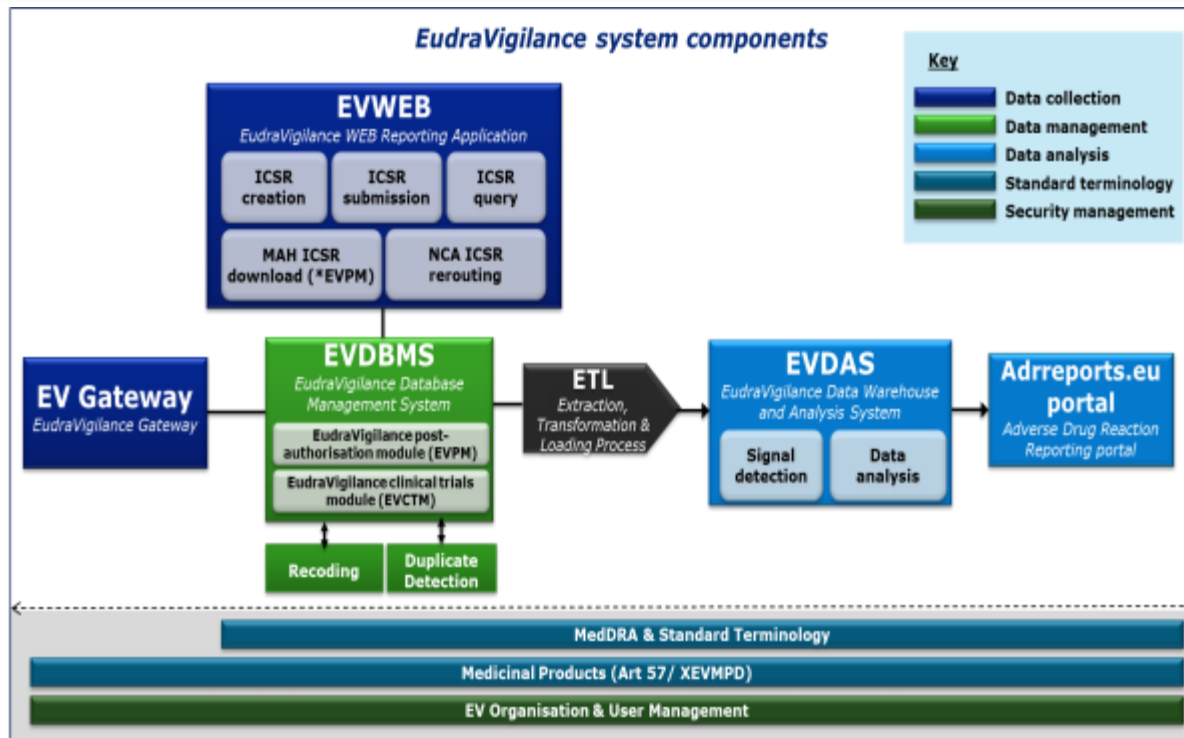 EudraVigilance system components
Key
Data collection
Data management
Data analysis
Standard terminology
Security management
EVWEB
EudraVigilance WEB Reporting Application
ICSR
creation
ICSR
submission
ICSR
query
MAH ICSR
download (*EVPM)
NCA ICSR
rerouting
EV Gateway
EudraVigilance Gateway
EVDBMS
EudraVigilance Database
Management System
EudraVigilance post-
authorisation module (EVPM)
EudraVigilance clinical trials
module (EVCTM)
Recoding
Duplicate
Detection
ETL
Extraction,
Transformation &
Loading Process
EVDAS
EudraVigilance Data Warehouse
and Analysis System
Signal
detection
Data
analysis
Adrreports.eu
portal
Adverse Drug Reaction
Reporting portal
MedDRA & Standard Terminology
Medicinal Products (Art 57/ XEVMPD)
EV Organisation & User Management